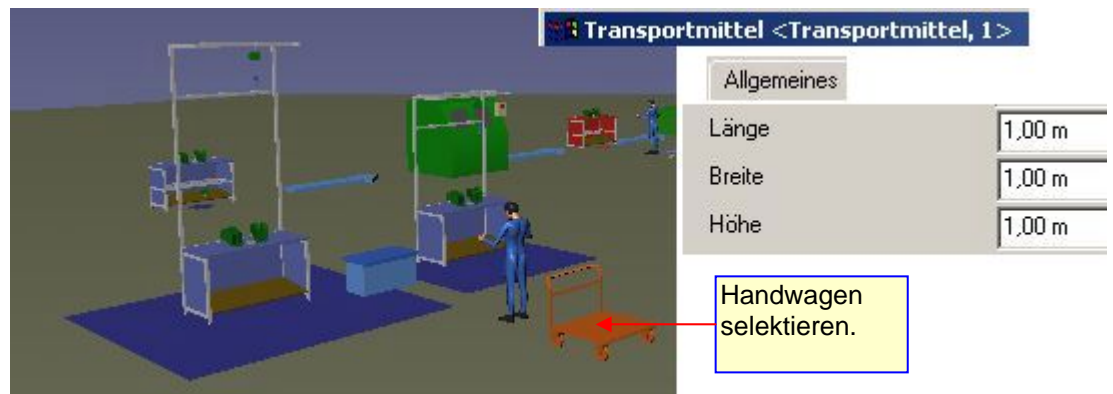 Transportmittel <Transportmittel, 1>
Allgemeines
Länge 1,00 m
Breite 1,00 m
Höhe 1,00 m
Handwagen
selektieren.